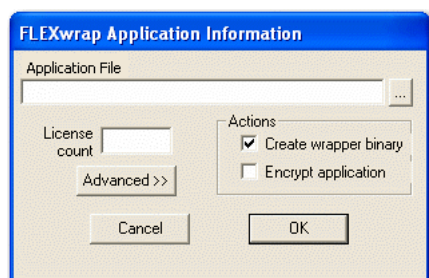 FLEXwrap Application Information
Application File
...
License
count
Actions
Create wrapper binary
Encrypt application
Advanced >>
Cancel
OK